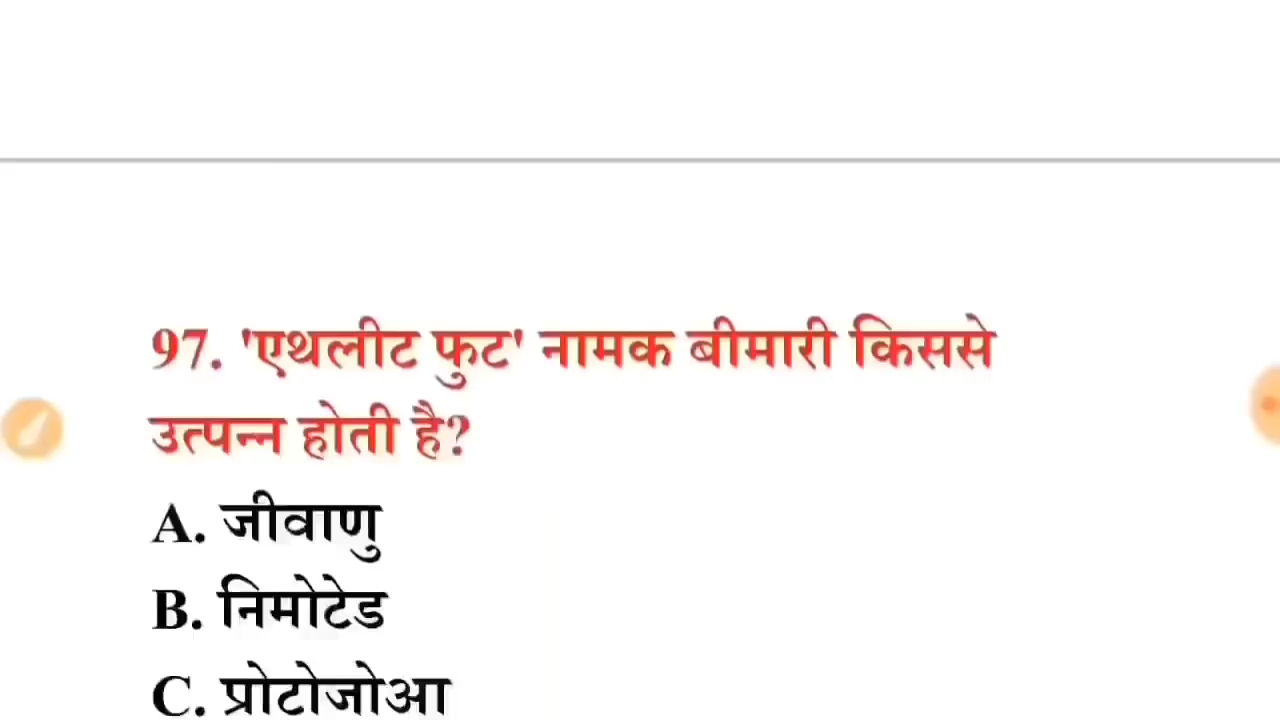 97. 'एथलीट फुट' नामक बीमारी किससे
उत्पन्न होती है?
A. जीवाणु
B. निमोटेड
C. प्रोटोजोआ